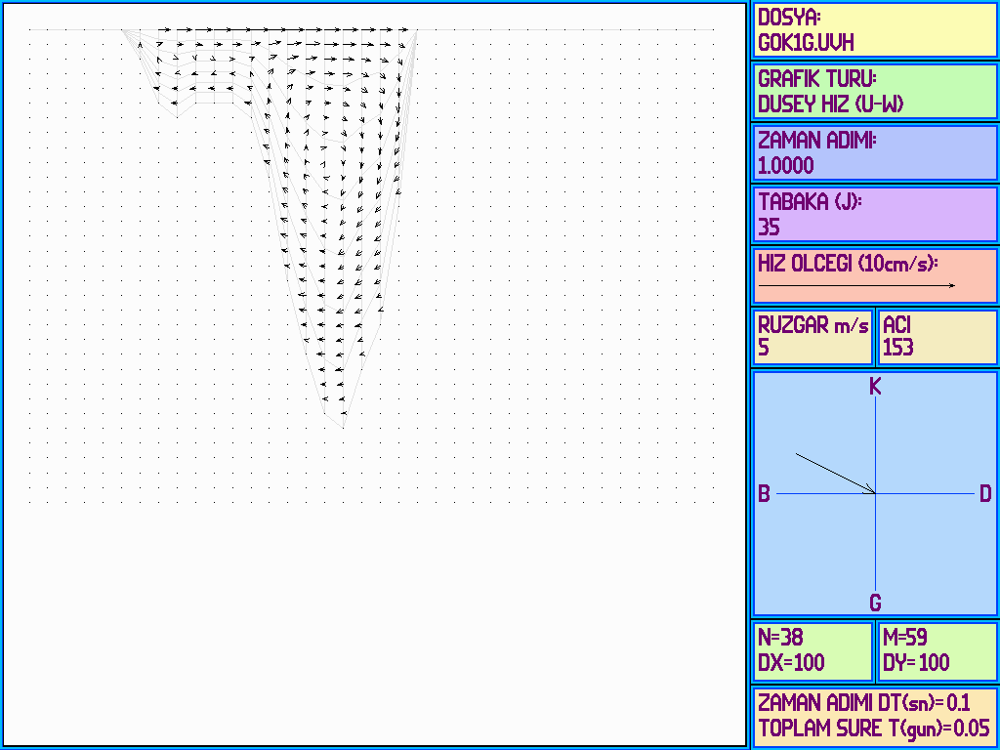 DOSYA:
GOK1G.UVH
GRAFIK TURU:
DUSEY HIZ (U-W)
ZAMAN ADIMI:
1.0000
TABAKA (J):
35
HIZ OLCEGI (10cm/s):
RUZGAR m/s
5
ACI
153
K
B
D
G
N=38
DX=100
M=59
DY=100
ZAMAN ADIMI DT(sn)=0.1
TOPLAM SURE T(gun)=0.05